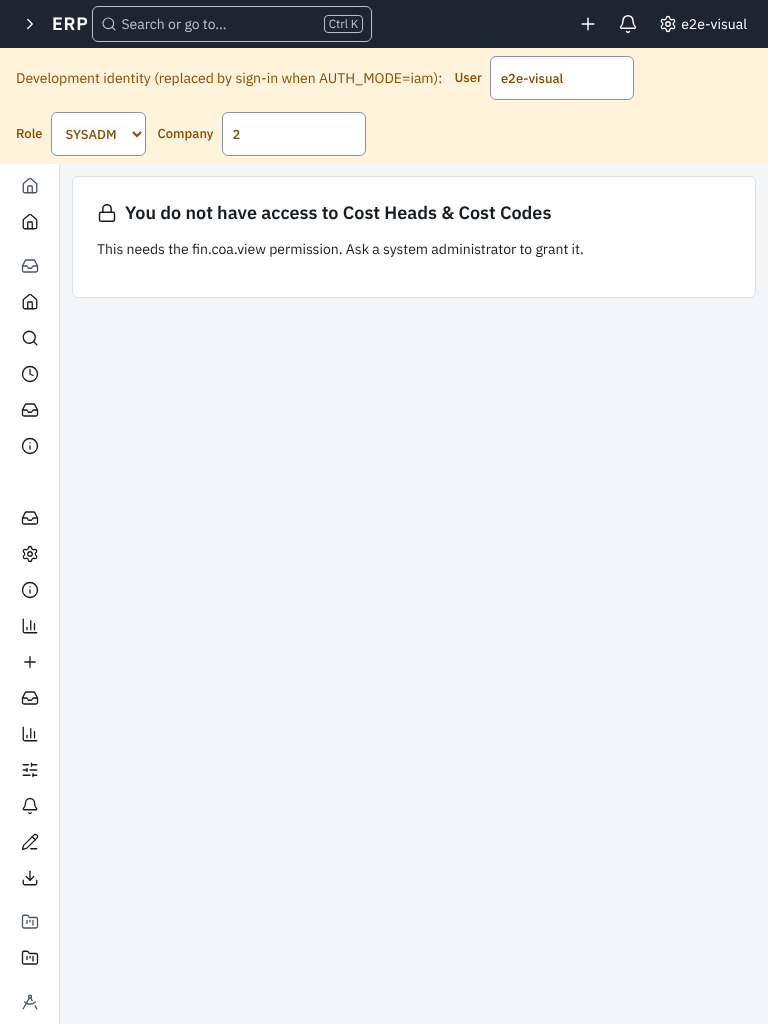 ERP Search or go to... Ctrl K e2e-visual
Development identity (replaced by sign-in when AUTH_MODE=iam): User e2e-visual
Role SYSADM Company 2
You do not have access to Cost Heads & Cost Codes
This needs the fin.coa.view permission. Ask a system administrator to grant it.